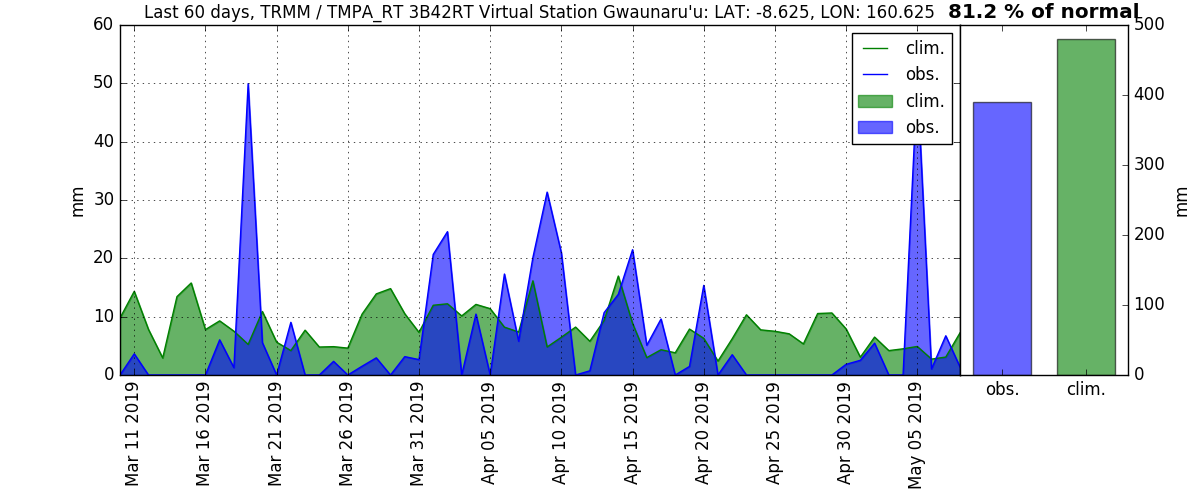 Last 60 days, TRMM / TMPA_RT 3B42RT Virtual Station Gwaunaru'u: LAT: -8.625, LON: 160.625
81.2 % of normal
60
50
40
30
20
10
0
mm
clim.
obs.
clim.
obs.
Mar 11 2019
Mar 16 2019
Mar 21 2019
Mar 26 2019
Mar 31 2019
Apr 05 2019
Apr 10 2019
Apr 15 2019
Apr 20 2019
Apr 25 2019
Apr 30 2019
May 05 2019
500
400
300
200
100
0
mm
obs.
clim.